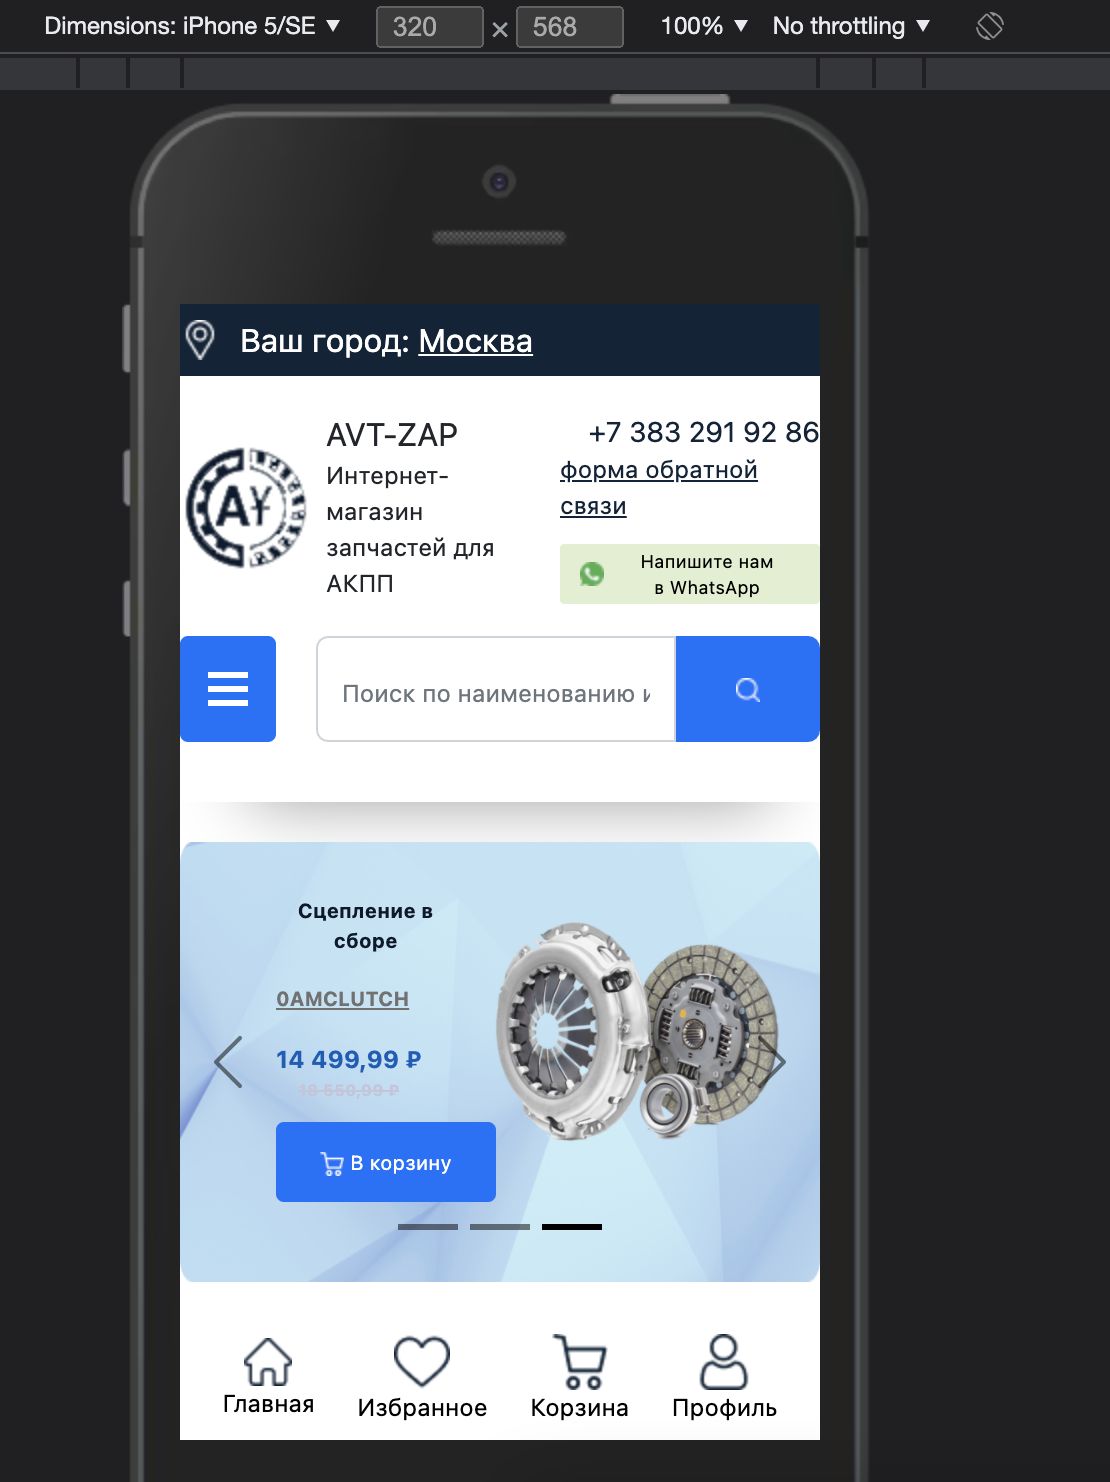 Dimensions: iPhone 5/SE ▼ 320 × 568 100% ▼ No throttling ▼
Ваш город: Москва
AVT-ZAP
Интернет-
магазин
запчастей для
АКПП
+7 383 291 92 86
форма обратной
связи
Напишите нам
в WhatsApp
Поиск по наименованию и
Сцепление в
сборе
0AMCLUTCH
14 499,99 ₽
18 559,99 ₽
В корзину
Главная
Избранное
Корзина
Профиль